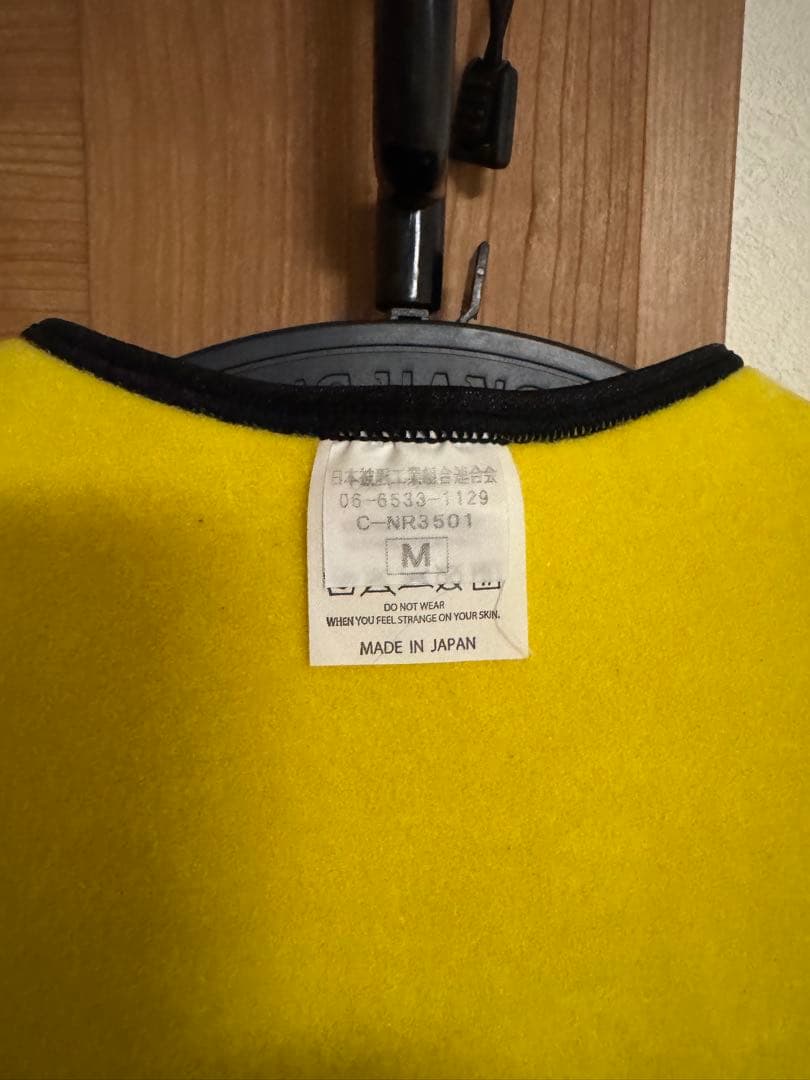 日本被服工業組合連合会
06-6533-1129
C-NR3501
M
DO NOT WEAR
WHEN YOU FEEL STRANGE ON YOUR SKIN.
MADE IN JAPAN